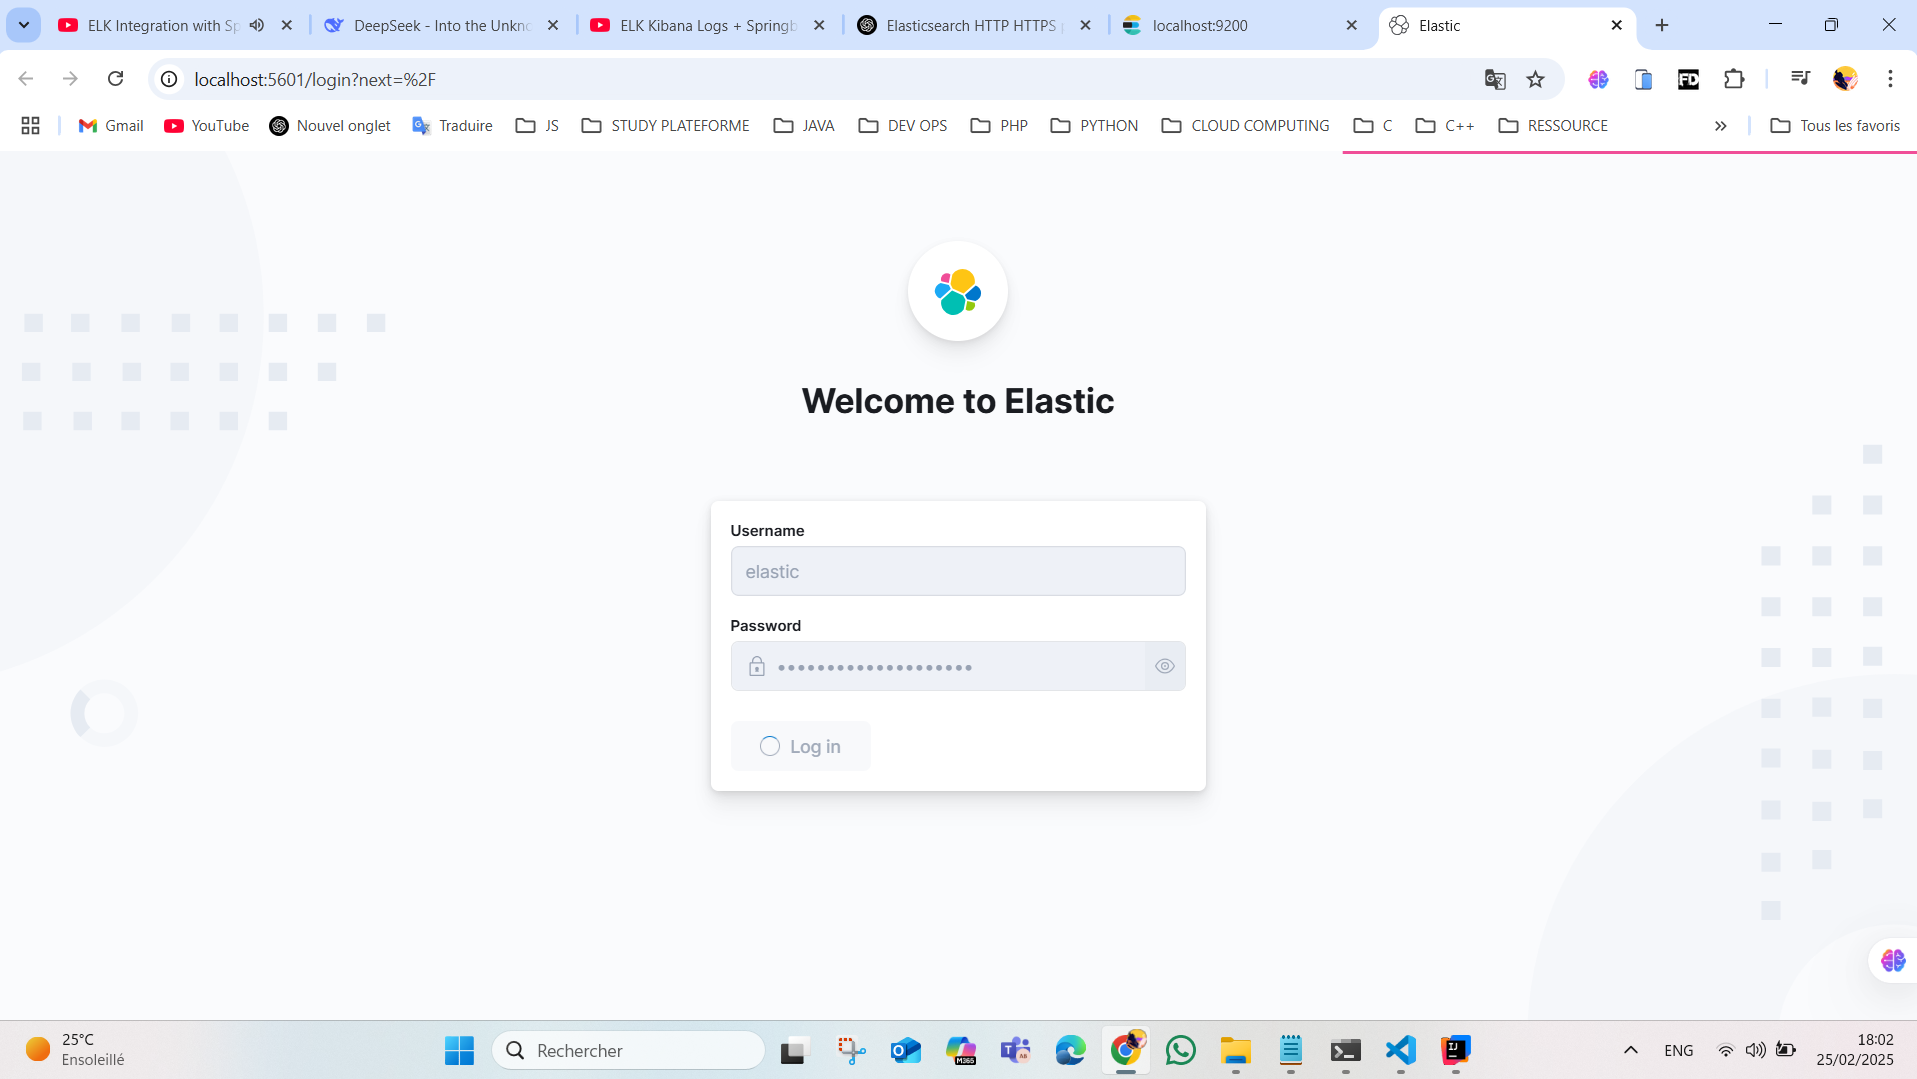 ELK Integration with Sp
DeepSeek - Into the Unkno
ELK Kibana Logs + Springb
Elasticsearch HTTP HTTPS p
localhost:9200
Elastic
localhost:5601/login?next=%2F
Gmail
YouTube
Nouvel onglet
Traduire
JS
STUDY PLATEFORME
JAVA
DEV OPS
PHP
PYTHON
CLOUD COMPUTING
C
C++
RESSOURCE
Tous les favoris
Welcome to Elastic
Username
elastic
Password
Log in
25°C
Ensoleillé
Rechercher
ENG
18:02
25/02/2025